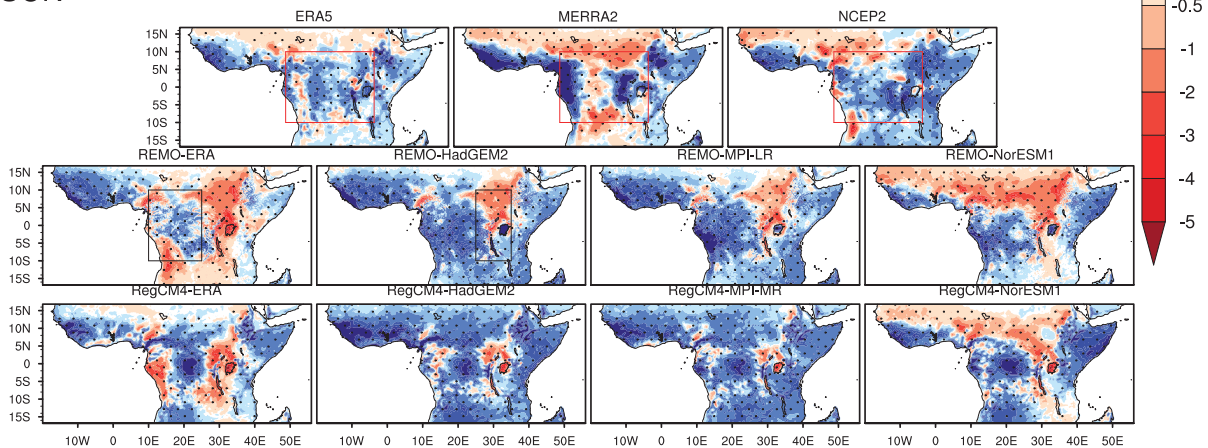 -0.5
ERA5 MERRA2 NCEP2
15N
10N -1
5N
0
5S -2
10S
15S -3
REMO-ERA REMO-HadGEM2 REMO-MPI-LR REMO-NorESM1
15N
10N -4
5N
0 -5
5S
10S
15S
RegCM4-ERA RegCM4-HadGEM2 RegCM4-MPI-MR RegCM4-NorESM1
15N
10N
5N
0
5S
10S
15S
10W 0 10E 20E 30E 40E 50E 10W 0 10E 20E 30E 40E 50E 10W 0 10E 20E 30E 40E 50E 10W 0 10E 20E 30E 40E 50E